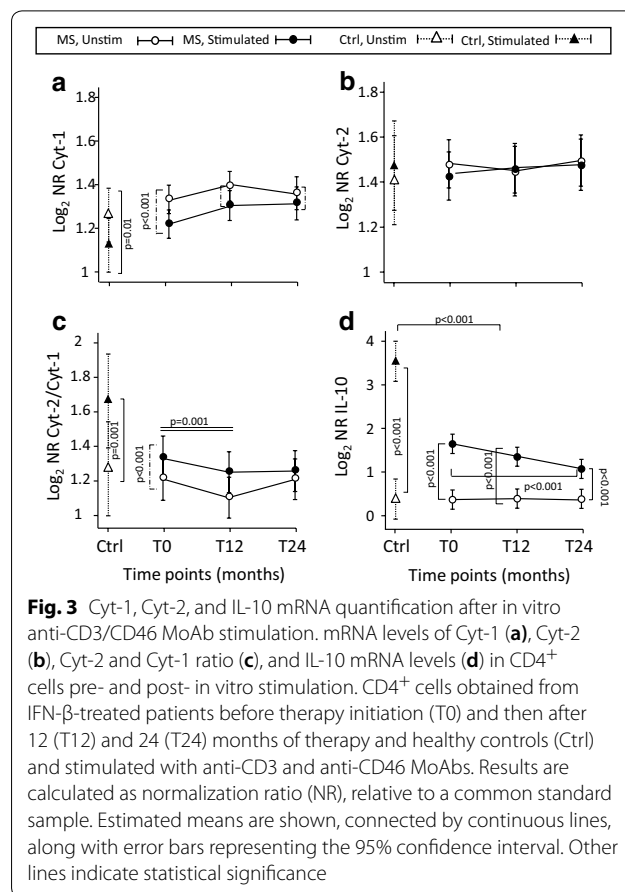 MS, Unstim MS, Stimulated Ctrl, Unstim Ctrl, Stimulated
a
Log₂ NR Cyt-1
1.8
1.6
1.4
1.2
1
p=0.01
p<0.001
b
Log₂ NR Cyt-2
1.8
1.6
1.4
1.2
1
c
Log₂ NR Cyt-2/Cyt-1
2
1.8
1.6
1.4
1.2
1
p=0.001
p<0.001
p=0.001
Ctrl T0 T12 T24
Time points (months)
d
Log₂ NR IL-10
4
3
2
1
0
p<0.001
p<0.001
p<0.001
p<0.001
p<0.001
p<0.001
Ctrl T0 T12 T24
Time points (months)
Fig. 3 Cyt-1, Cyt-2, and IL-10 mRNA quantification after in vitro
anti-CD3/CD46 MoAb stimulation. mRNA levels of Cyt-1 (a), Cyt-2
(b), Cyt-2 and Cyt-1 ratio (c), and IL-10 mRNA levels (d) in CD4⁺
cells pre- and post- in vitro stimulation. CD4⁺ cells obtained from
IFN-β-treated patients before therapy initiation (T0) and then after
12 (T12) and 24 (T24) months of therapy and healthy controls (Ctrl)
and stimulated with anti-CD3 and anti-CD46 MoAbs. Results are
calculated as normalization ratio (NR), relative to a common standard
sample. Estimated means are shown, connected by continuous lines,
along with error bars representing the 95% confidence interval. Other
lines indicate statistical significance